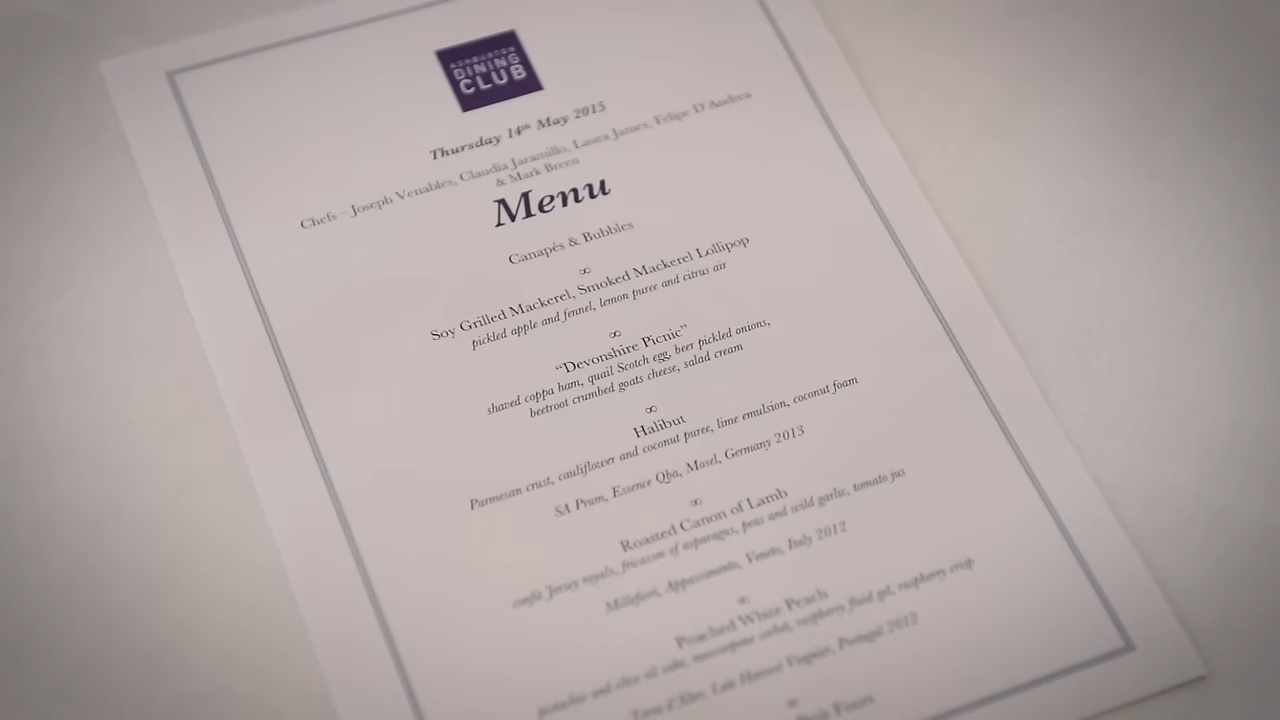 ASHBURTON
DINING
CLUB
Thursday 14th May 2015
Chefs – Joseph Venables, Claudia Jaramillo, Laura James, Felipe D'Andrea
& Mark Breen
Menu
Canapés & Bubbles
∞
Soy Grilled Mackerel, Smoked Mackerel Lollipop
pickled apple and fennel, lemon puree and citrus air
∞
“Devonshire Picnic”
shaved coppa ham, quail Scotch egg, beer pickled onions,
beetroot crumbed goats cheese, salad cream
∞
Halibut
Parmesan crust, cauliflower and coconut puree, lime emulsion, coconut foam
SA Prum, Essence Qba, Mosel, Germany 2013
∞
Roasted Canon of Lamb
confit Jersey royals, fricassee of asparagus, peas and wild garlic, tomato jus
Millefiori, Appassimento, Veneto, Italy 2012
∞
Poached White Peach
pistachio and olive oil cake, mascarpone sorbet, raspberry fluid gel, raspberry crisp
Late Harvest Viognier, Portugal 2012
∞
Fours